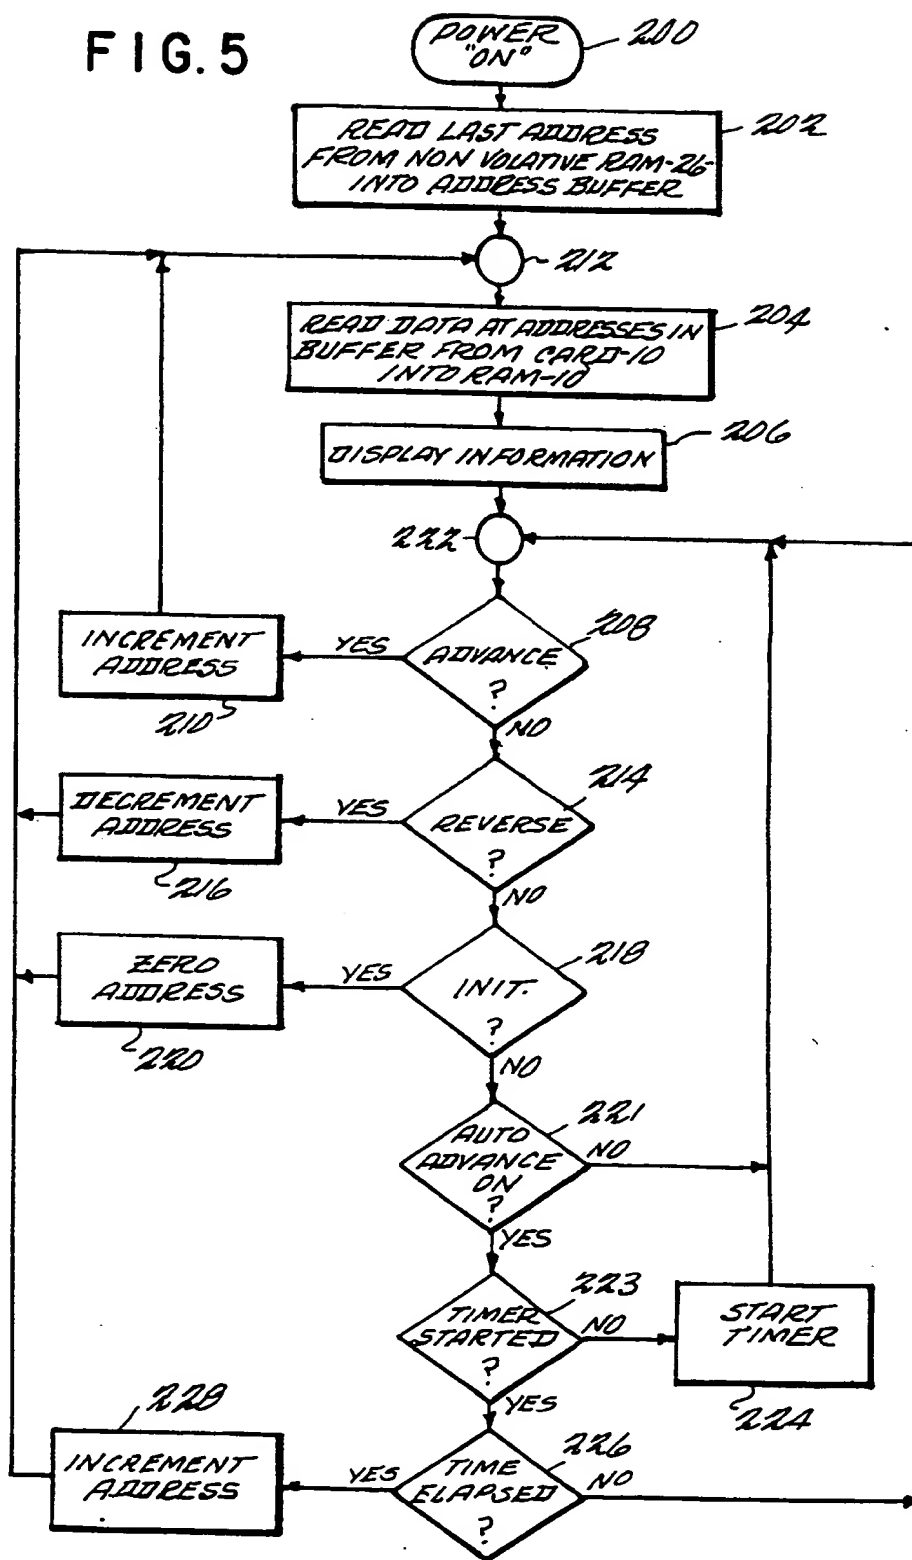 FIG. 5
POWER
"ON"
200
READ LAST ADDRESS
FROM NON VOLATIVE RAM-26-
INTO ADDRESS BUFFER
202
212
READ DATA AT ADDRESSES IN
BUFFER FROM CARD-10
INTO RAM-10
204
DISPLAY INFORMATION
206
222
ADVANCE
?
208
YES
INCREMENT
ADDRESS
210
NO
REVERSE
?
214
YES
DECREMENT
ADDRESS
216
NO
INIT.
?
218
YES
ZERO
ADDRESS
220
NO
AUTO
ADVANCE
ON
?
221
NO
YES
TIMER
STARTED
?
223
NO
START
TIMER
224
YES
TIME
ELAPSED
?
226
NO
YES
INCREMENT
ADDRESS
228